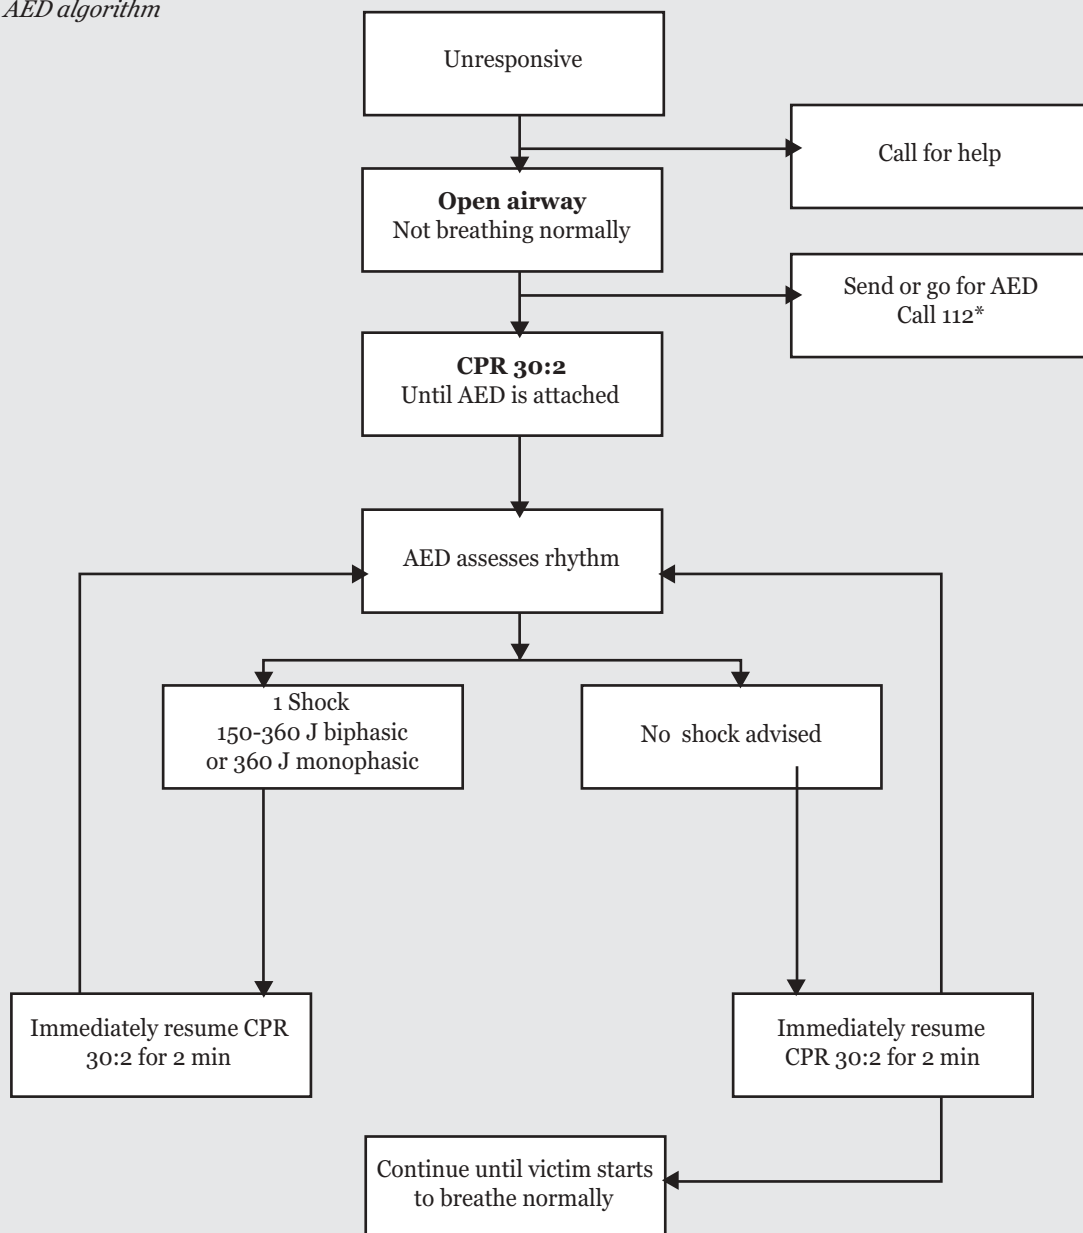 AED algorithm
Unresponsive
Call for help
Open airway
Not breathing normally
Send or go for AED
Call 112*
CPR 30:2
Until AED is attached
AED assesses rhythm
1 Shock
150-360 J biphasic
or 360 J monophasic
No shock advised
Immediately resume CPR
30:2 for 2 min
Immediately resume
CPR 30:2 for 2 min
Continue until victim starts
to breathe normally